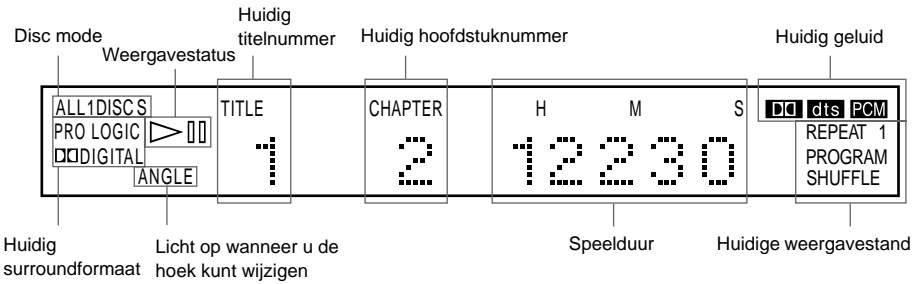 Disc mode
Weergavestatus
Huidig
titelnummer
Huidig hoofdstuknummer
Huidig geluid
ALL1DISCS
PRO LOGIC
DIGITAL
ANGLE
TITLE
1
CHAPTER
2
H M S
12230
dts PCM
REPEAT 1
PROGRAM
SHUFFLE
Huidig
surroundformaat
Licht op wanneer u de
hoek kunt wijzigen
Speelduur
Huidige weergavestand